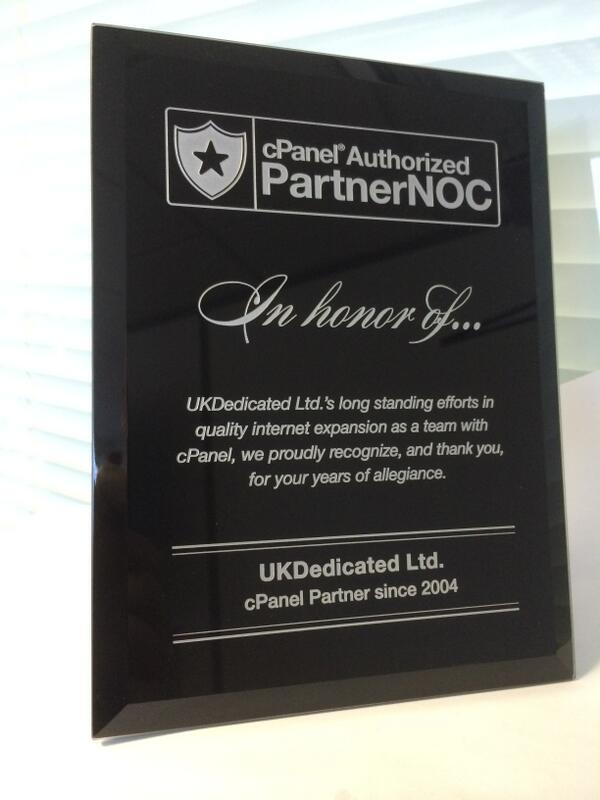 cPanel® Authorized
PartnerNOC
In honor of...
UKDedicated Ltd.'s long standing efforts in
quality internet expansion as a team with
cPanel, we proudly recognize, and thank you,
for your years of allegiance.
UKDedicated Ltd.
cPanel Partner since 2004